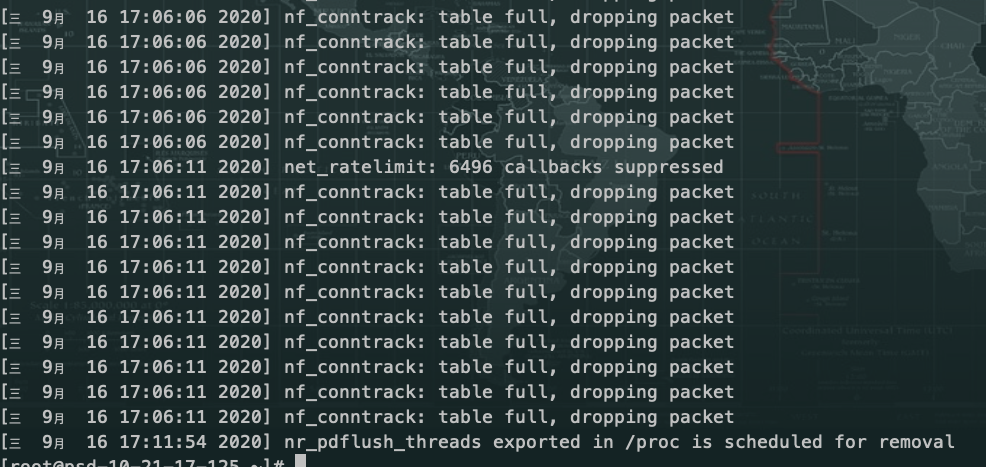 [三 9月 16 17:06:06 2020] nf_conntrack: table full, dropping packet
[三 9月 16 17:06:06 2020] nf_conntrack: table full, dropping packet
[三 9月 16 17:06:06 2020] nf_conntrack: table full, dropping packet
[三 9月 16 17:06:06 2020] nf_conntrack: table full, dropping packet
[三 9月 16 17:06:06 2020] nf_conntrack: table full, dropping packet
[三 9月 16 17:06:06 2020] nf_conntrack: table full, dropping packet
[三 9月 16 17:06:11 2020] net_ratelimit: 6496 callbacks suppressed
[三 9月 16 17:06:11 2020] nf_conntrack: table full, dropping packet
[三 9月 16 17:06:11 2020] nf_conntrack: table full, dropping packet
[三 9月 16 17:06:11 2020] nf_conntrack: table full, dropping packet
[三 9月 16 17:06:11 2020] nf_conntrack: table full, dropping packet
[三 9月 16 17:06:11 2020] nf_conntrack: table full, dropping packet
[三 9月 16 17:06:11 2020] nf_conntrack: table full, dropping packet
[三 9月 16 17:06:11 2020] nf_conntrack: table full, dropping packet
[三 9月 16 17:06:11 2020] nf_conntrack: table full, dropping packet
[三 9月 16 17:06:11 2020] nf_conntrack: table full, dropping packet
[三 9月 16 17:06:11 2020] nf_conntrack: table full, dropping packet
[三 9月 16 17:11:54 2020] nr_pdflush_threads exported in /proc is scheduled for removal
[root@psd-10-21-17-125 ~]#